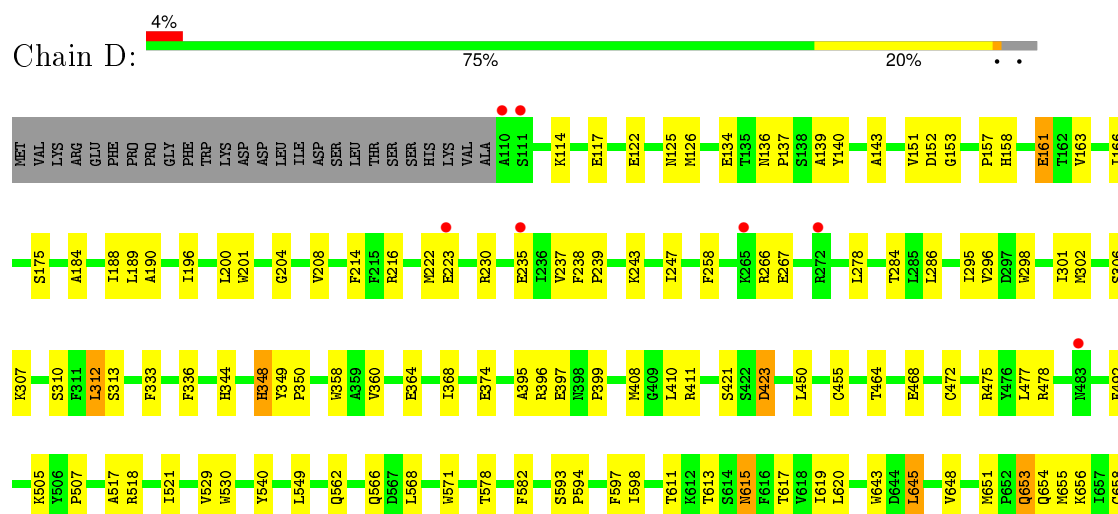 4%
Chain D:
75% 20% • •
MET VAL LYS ARG GLU PHE PRO PRO GLY PHE TRP LYS ASP ASP LEU ILE ASP SER LEU THR SER SER HIS LYS VAL ALA A110 S111 K114 E117 E122 N125 M126 E134 T135 N136 P137 S138 A139 Y140 A143 V151 D152 G153 P157 H158 E161 T162 V163 I166
S175 A184 I188 L189 A190 I196 L200 W201 G204 V208 F214 F215 R216 M222 E223 R230 E235 I236 V237 F238 P239 K243 I247 F258 K265 R266 E267 R272 L278 T284 L285 L286 I295 V296 D297 W298 I301 M302 S306
K307 S310 F311 L312 S313 F333 F336 H344 H348 Y349 P350 W358 A359 V360 E364 I368 E374 A395 R396 E397 N398 P399 M408 G409 L410 R411 S421 S422 D423 L450 C455 T464 E468 C472 R475 Y476 L477 R478 N483 E492
K505 Y506 P507 A517 R518 I521 V529 W530 Y540 L549 Q562 Q566 D567 L568 W571 T578 F582 S593 P594 F597 I598 T611 K612 T613 S614 N615 F616 T617 V618 I619 L620 W643 D644 L645 V648 M651 P652 Q653 Q654 M655 K656 I657 G658